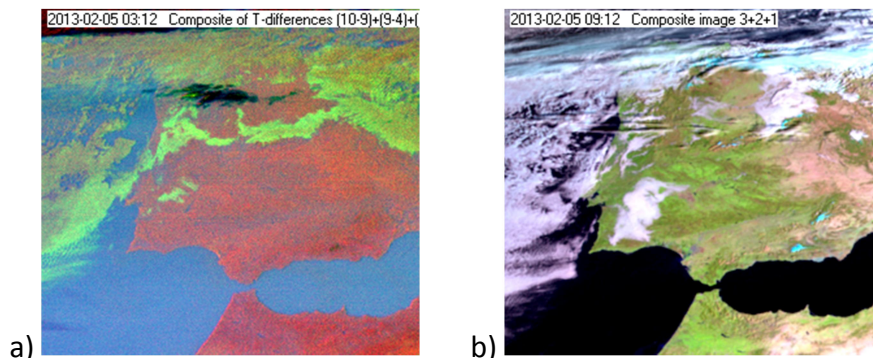 2013-02-05 03:12 Composite of T-differences (10-9)+(9-4)+(
2013-02-05 09:12 Composite image 3+2+1
a)
b)